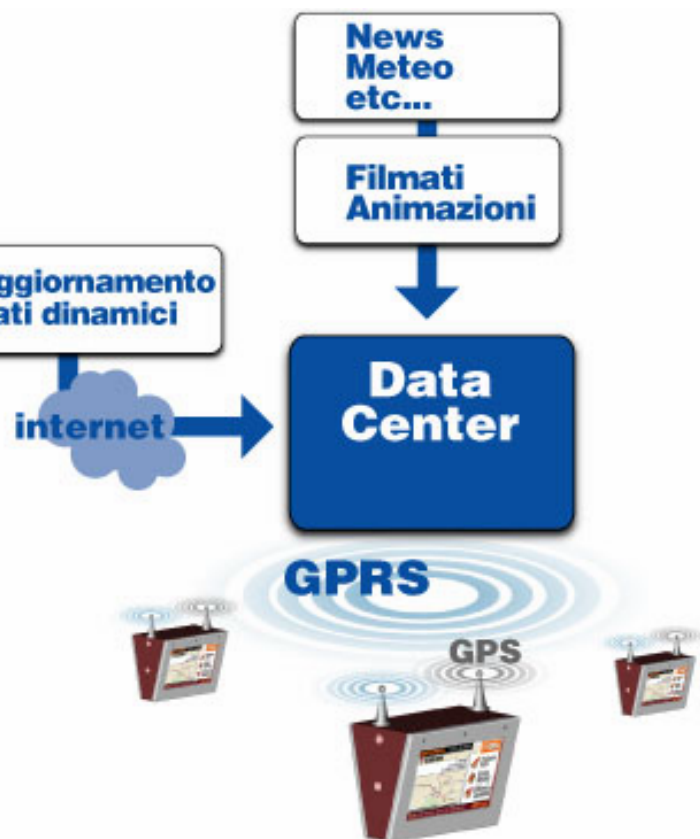 News
Meteo
etc...
Filmati
Animazioni
ggiornamento
ati dinamici
internet
Data
Center
GPRS
GPS